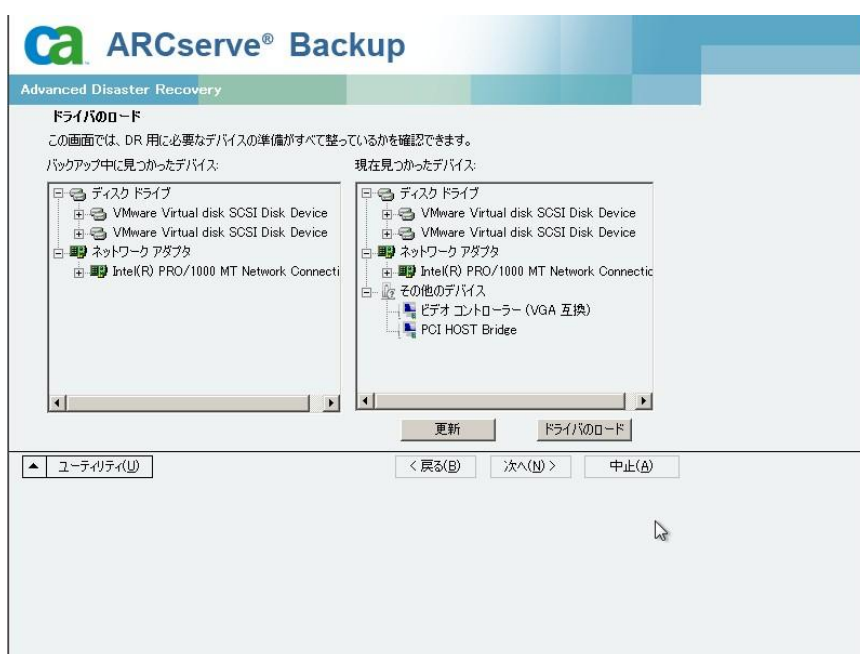 ca ARCserve® Backup
Advanced Disaster Recovery
ドライバのロード
この画面では、DR 用に必要なデバイスの準備がすべて整っているかを確認できます。
バックアップ中に見つかったデバイス:
ディスク ドライブ
VMware Virtual disk SCSI Disk Device
VMware Virtual disk SCSI Disk Device
ネットワーク アダプタ
Intel(R) PRO/1000 MT Network Connecti
現在見つかったデバイス:
ディスク ドライブ
VMware Virtual disk SCSI Disk Device
VMware Virtual disk SCSI Disk Device
ネットワーク アダプタ
Intel(R) PRO/1000 MT Network Connectic
その他のデバイス
ビデオ コントローラー (VGA 互換)
PCI HOST Bridge
更新 ドライバのロード
ユーティリティ(U) < 戻る(B) 次へ(N) > 中止(A)